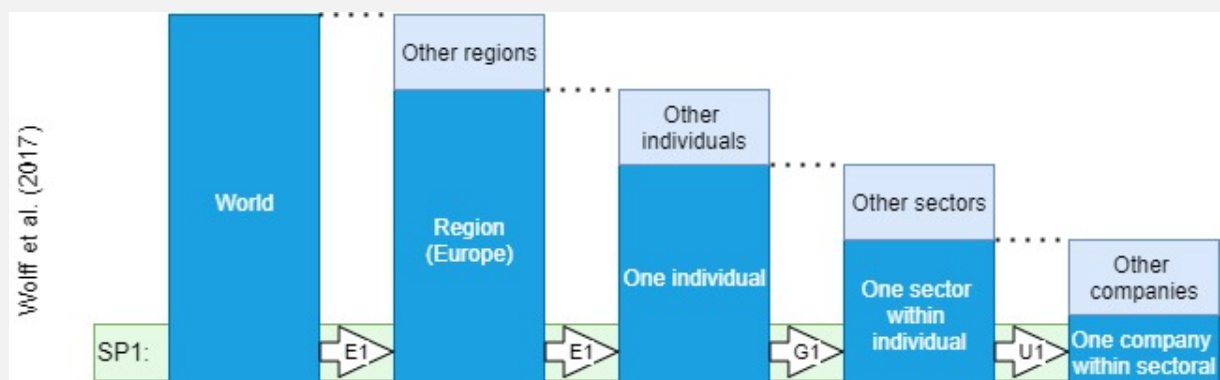 Wolff et al. (2017)
World
Other regions
Region
(Europe)
Other
individuals
One individual
Other sectors
One sector
within
individual
Other
companies
One company
within sectoral
SP1:
E1
E1
G1
U1